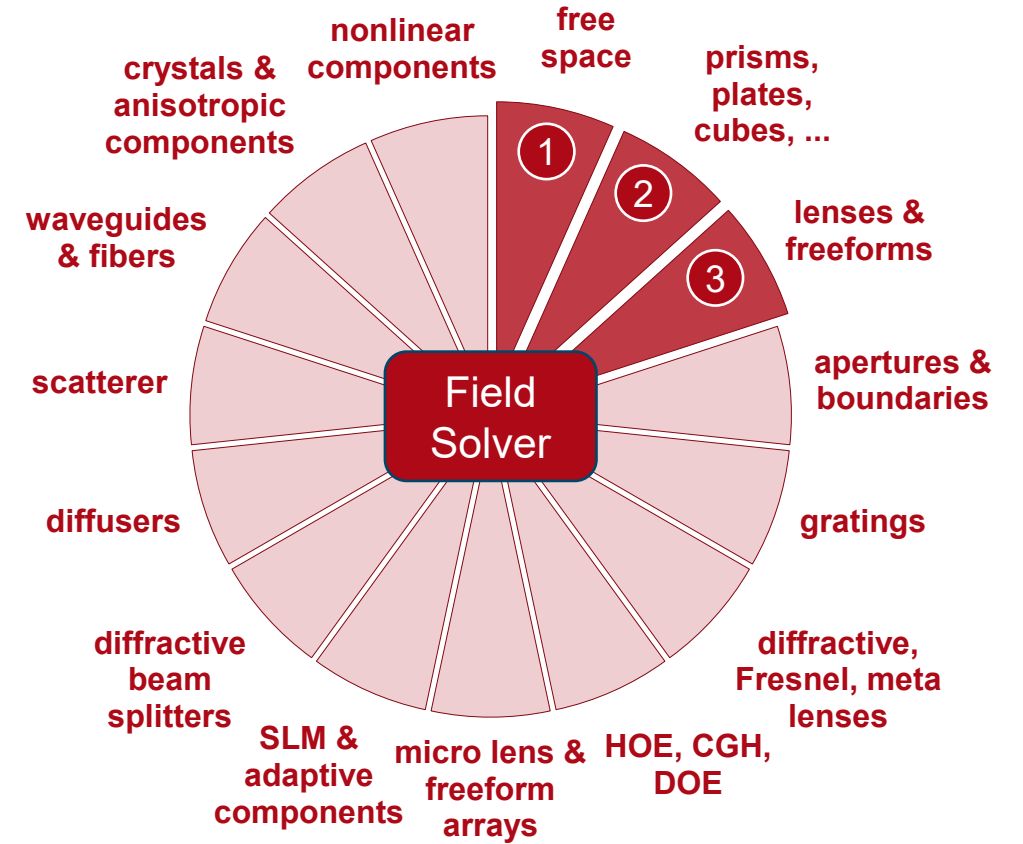 free
space
prisms,
plates,
cubes, ...
lenses &
freeforms
apertures &
boundaries
gratings
diffractive,
Fresnel, meta
lenses
HOE, CGH,
DOE
micro lens &
freeform
arrays
SLM &
adaptive
components
diffractive
beam
splitters
diffusers
scatterer
waveguides
& fibers
crystals &
anisotropic
components
nonlinear
components
1
2
3
Field
Solver